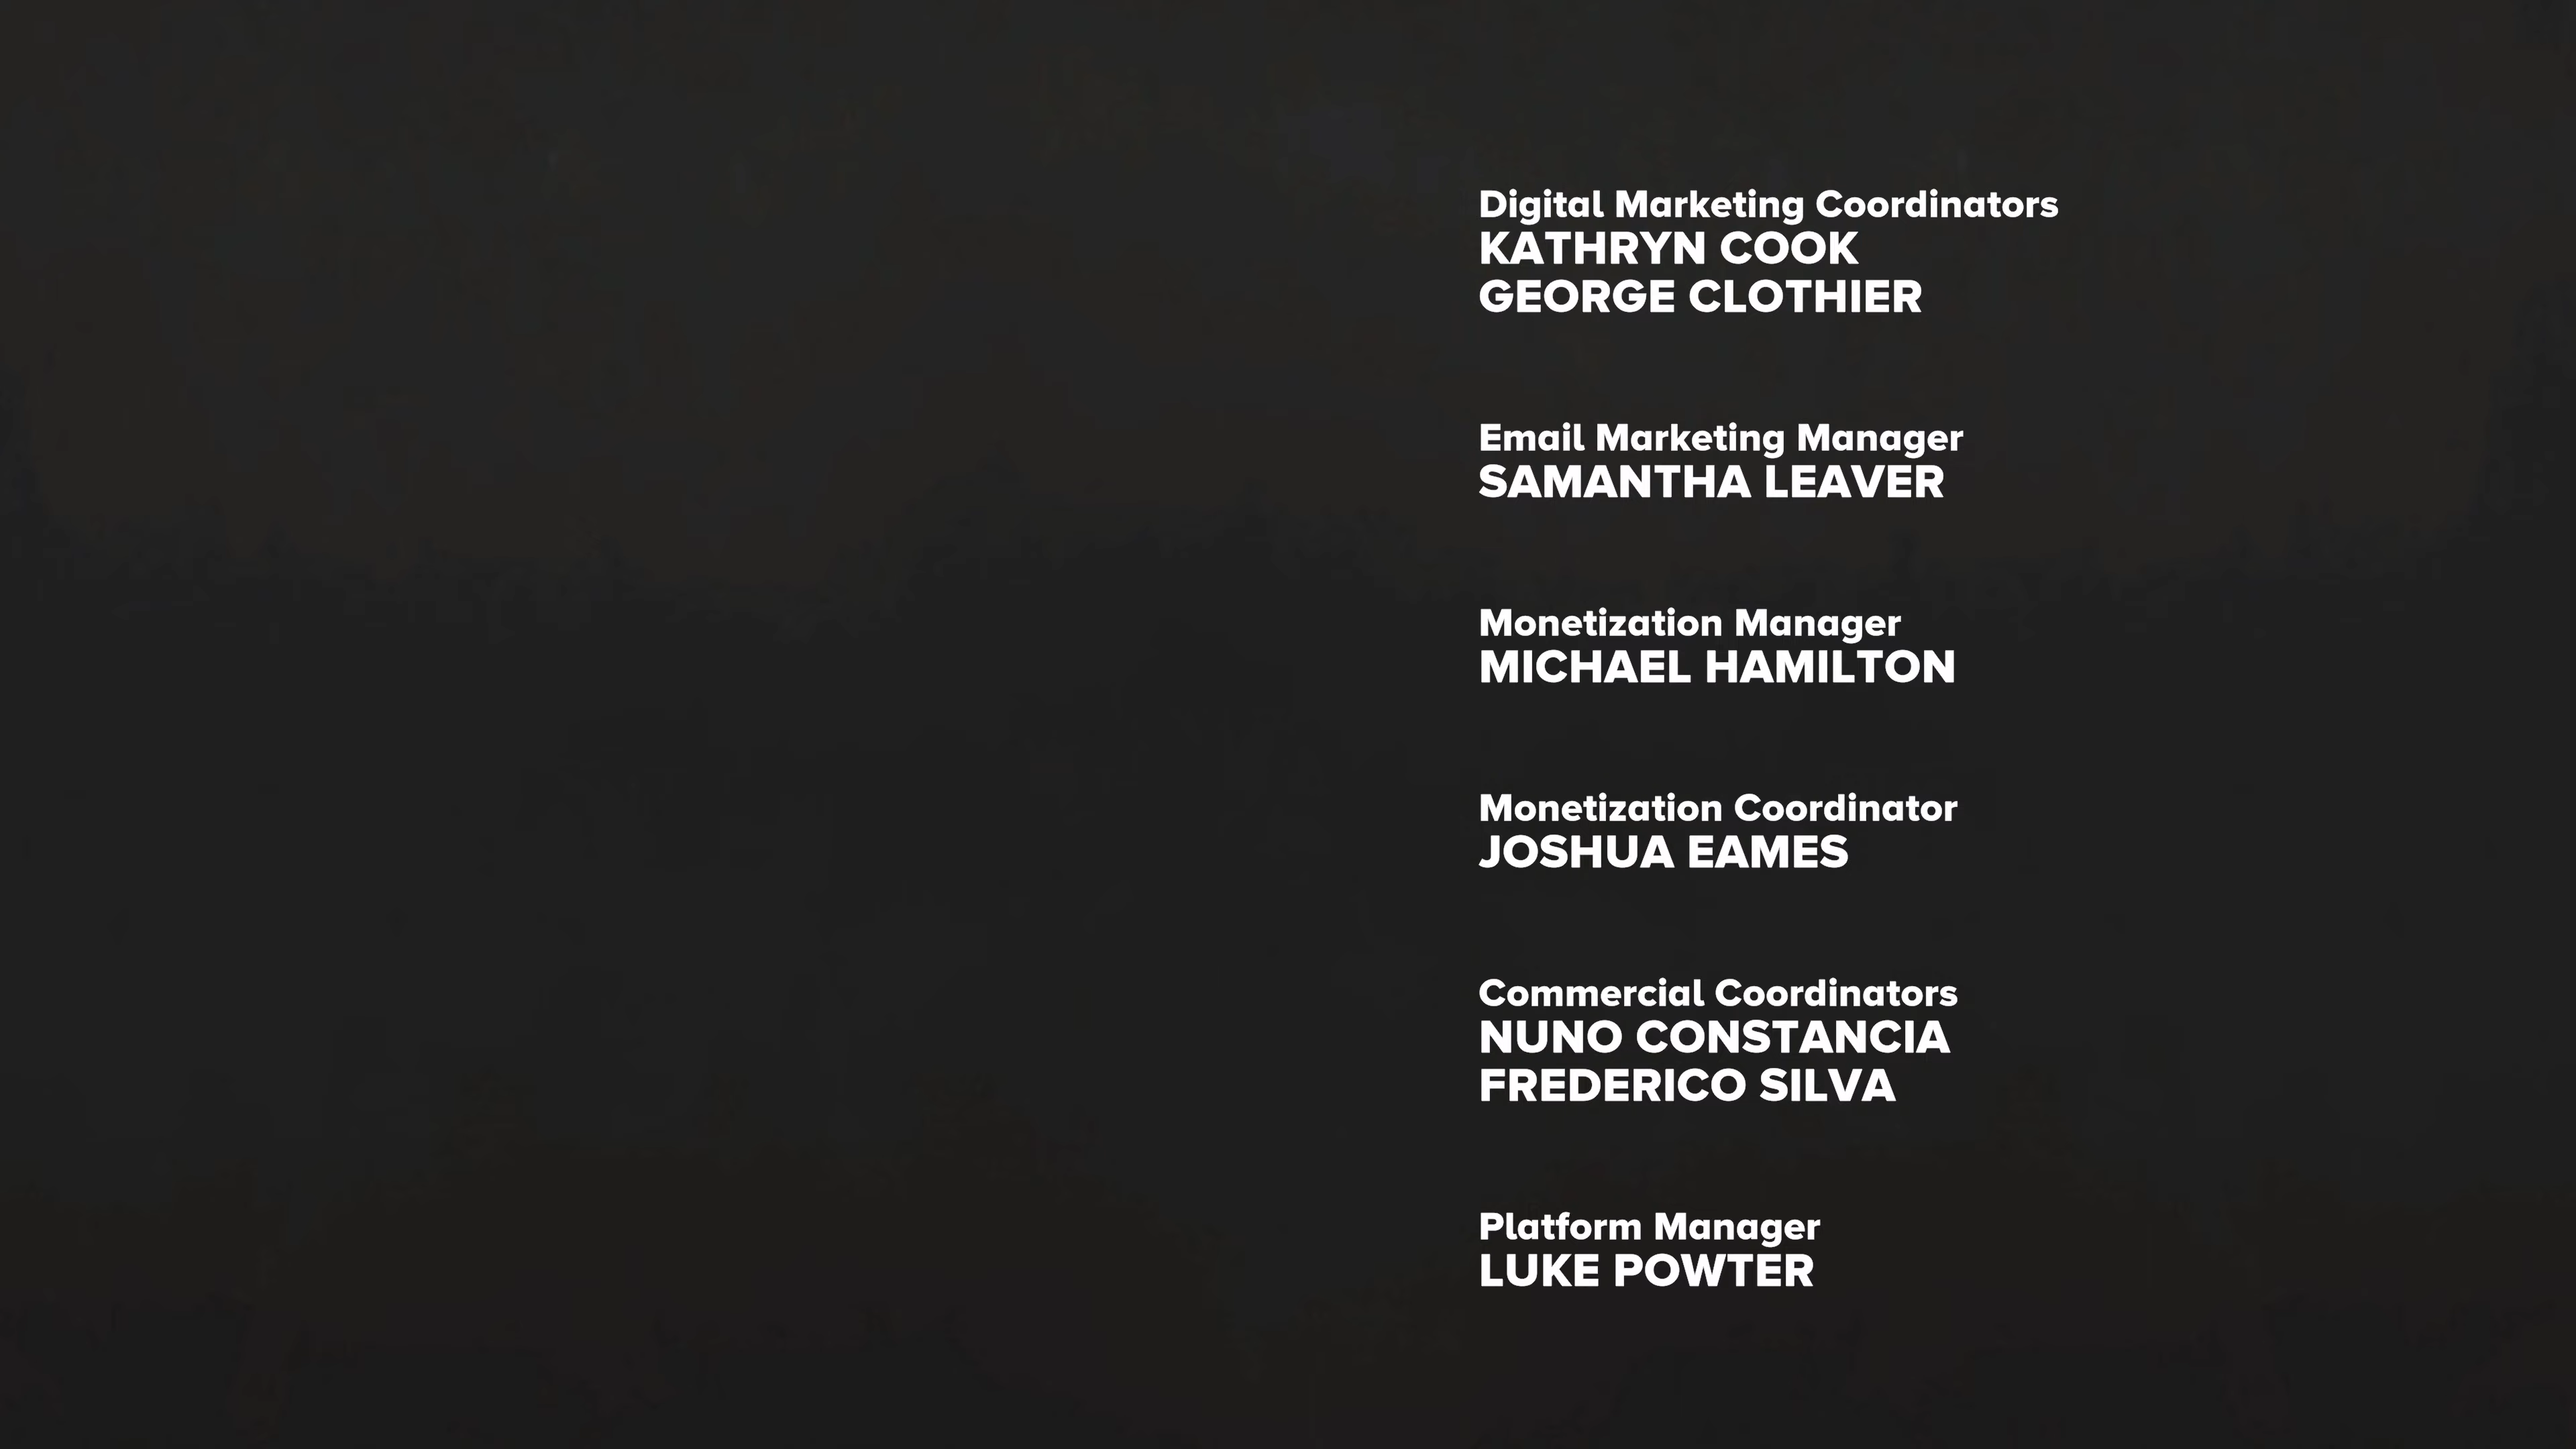 Digital Marketing Coordinators
KATHRYN COOK
GEORGE CLOTHIER
Email Marketing Manager
SAMANTHA LEAVER
Monetization Manager
MICHAEL HAMILTON
Monetization Coordinator
JOSHUA EAMES
Commercial Coordinators
NUNO CONSTANCIA
FREDERICO SILVA
Platform Manager
LUKE POWTER